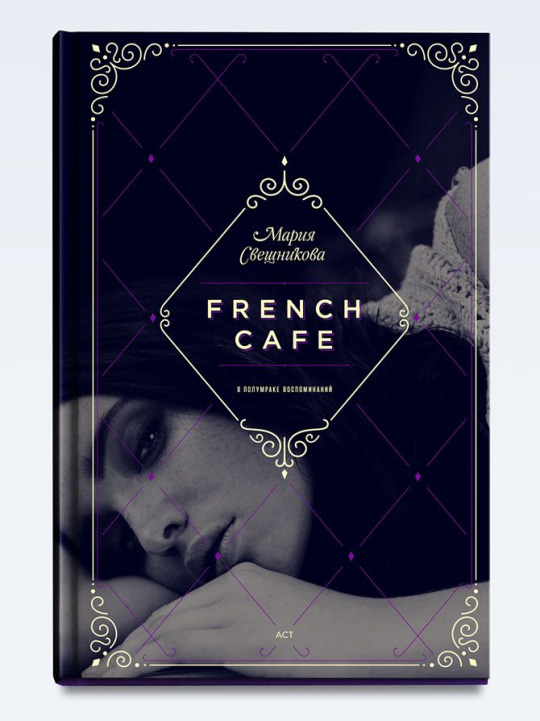 Мария
Свешникова
FRENCH
CAFE
В ПОЛУМРАКЕ ВОСПОМИНАНИЙ
АСТ